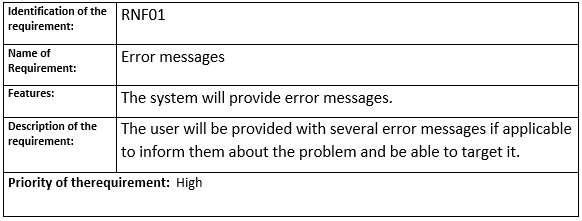 Identification of the
requirement:
RNF01
Name of
Requirement:
Error messages
Features:
The system will provide error messages.
Description of the
requirement:
The user will be provided with several error messages if applicable
to inform them about the problem and be able to target it.
Priority of therequirement: High